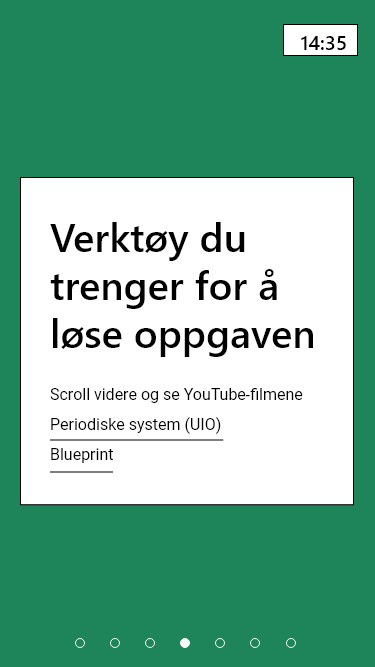 14:35
Verktøy du
trenger for å
løse oppgaven
Scroll videre og se YouTube-filmene
Periodiske system (UIO)
Blueprint